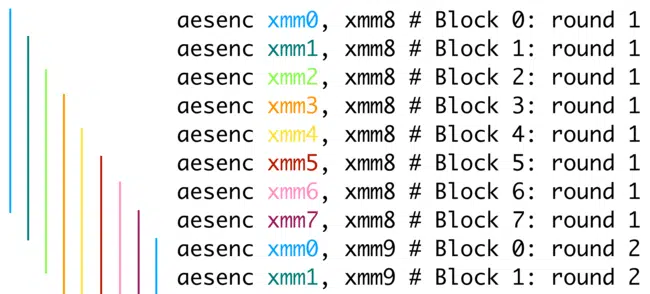 aesenc xmm0, xmm8 # Block 0: round 1
aesenc xmm1, xmm8 # Block 1: round 1
aesenc xmm2, xmm8 # Block 2: round 1
aesenc xmm3, xmm8 # Block 3: round 1
aesenc xmm4, xmm8 # Block 4: round 1
aesenc xmm5, xmm8 # Block 5: round 1
aesenc xmm6, xmm8 # Block 6: round 1
aesenc xmm7, xmm8 # Block 7: round 1
aesenc xmm0, xmm9 # Block 0: round 2
aesenc xmm1, xmm9 # Block 1: round 2